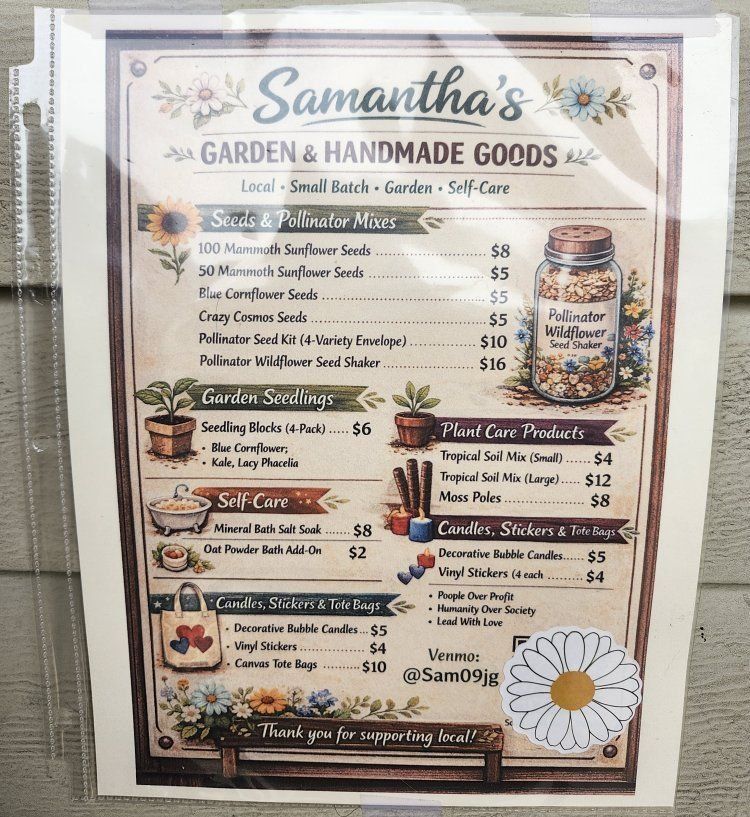 Samantha's
GARDEN & HANDMADE GOODS
Local • Small Batch • Garden • Self-Care
Seeds & Pollinator Mixes
100 Mammoth Sunflower Seeds ........ $8
50 Mammoth Sunflower Seeds ........ $5
Blue Cornflower Seeds ........ $5
Crazy Cosmos Seeds ........ $5
Pollinator Seed Kit (4-Variety Envelope) ........ $10
Pollinator Wildflower Seed Shaker ........ $16
Pollinator
Wildflower
Seed Shaker
Garden Seedlings
Seedling Blocks (4-Pack) ..... $6
• Blue Cornflower;
• Kale, Lacy Phacelia
Plant Care Products
Tropical Soil Mix (Small) ...... $4
Tropical Soil Mix (Large) .... $12
Moss Poles ........ $8
Self-Care
Mineral Bath Salt Soak ....... $8
Oat Powder Bath Add-On $2
Candles, Stickers & Tote Bags
Decorative Bubble Candles..... $5
Vinyl Stickers (4 each ......... $4
• Poople Over Profit
• Humanity Over Society
• Lead With Love
Candles, Stickers & Tote Bags
• Decorative Bubble Candles... $5
• Vinyl Stickers ........ $4
• Canvas Tote Bags ........ $10
Venmo:
@Sam09jg
Thank you for supporting local!